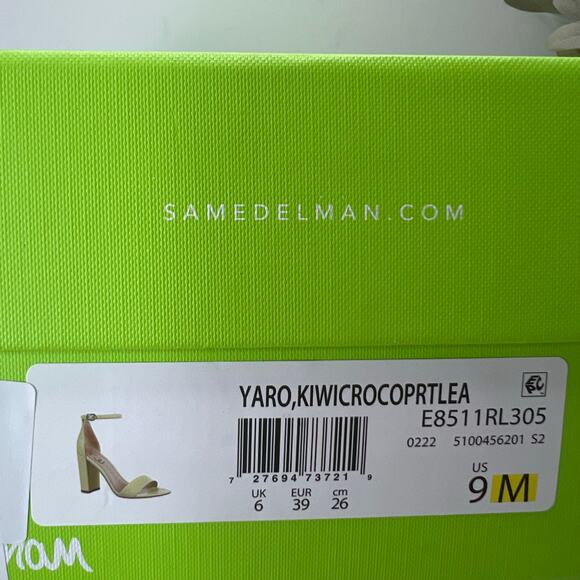 SAMEDELMAN.COM
YARO,KIWICROCOPRTLEA
E8511RL305
0222 5100456201 S2
7 27694 73721 9
UK EUR cm
6 39 26
US
9 M